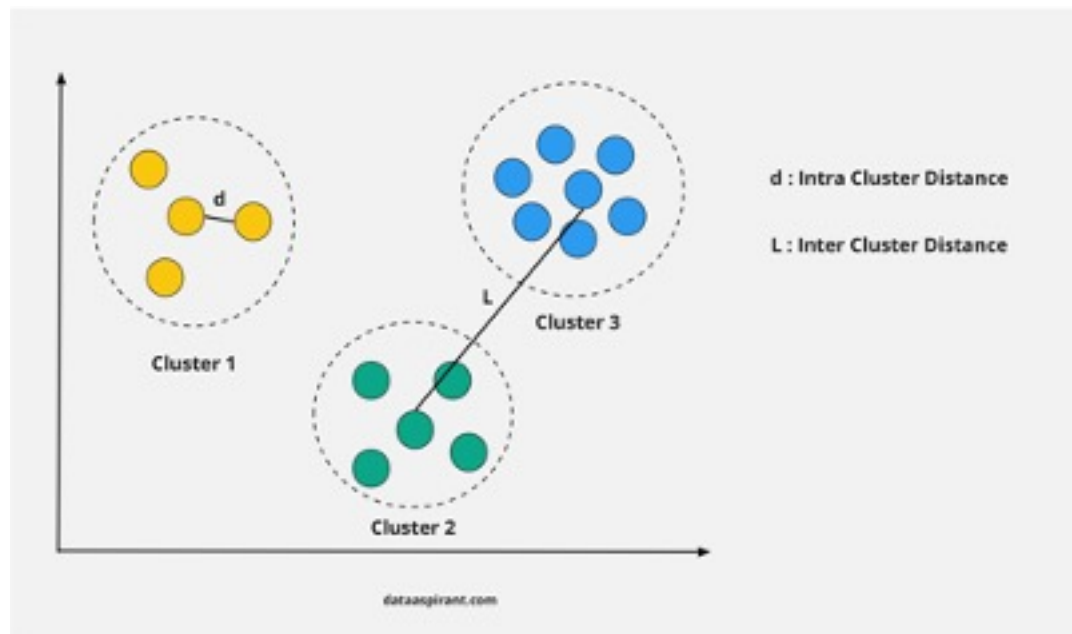 d
d : Intra Cluster Distance
L : Inter Cluster Distance
L
Cluster 3
Cluster 1
Cluster 2
dataaspirant.com